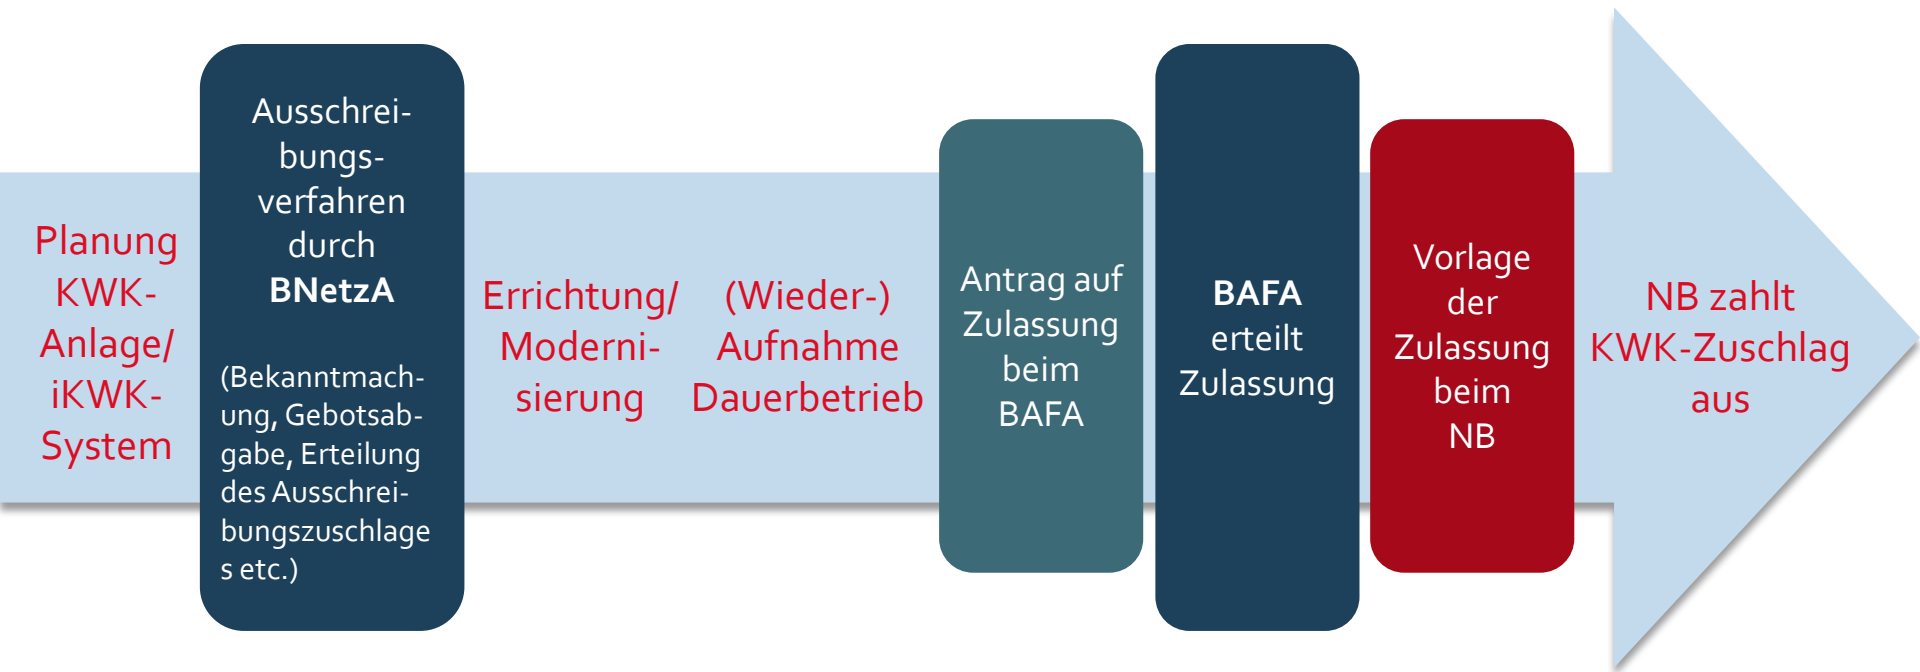 Planung
KWK-
Anlage/
iKWK-
System
Ausschrei-
bungs-
verfahren
durch
BNetzA
(Bekanntmach-
ung, Gebotsab-
gabe, Erteilung
des Ausschrei-
bungszuschlage
s etc.)
Errichtung/
Moderni-
sierung
(Wieder-)
Aufnahme
Dauerbetrieb
Antrag auf
Zulassung
beim
BAFA
BAFA
erteilt
Zulassung
Vorlage
der
Zulassung
beim
NB
NB zahlt
KWK-Zuschlag
aus